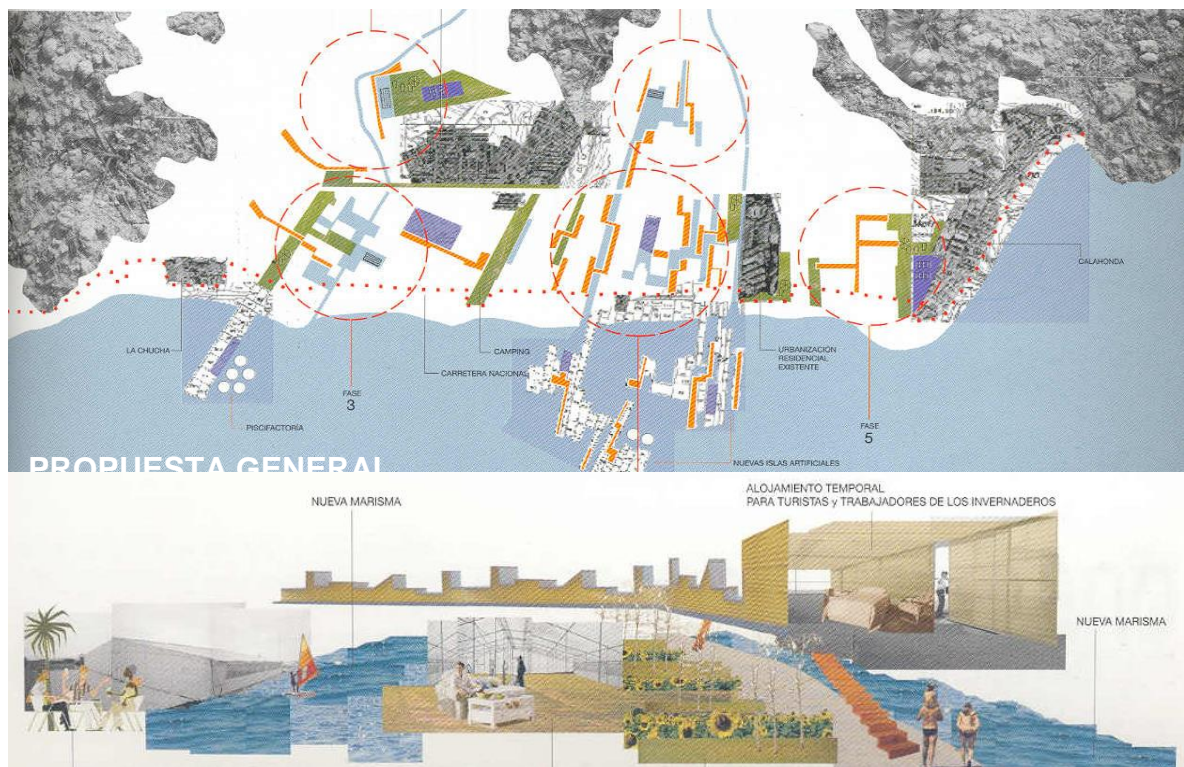 CALAHONDA
LA CHUCHA
CAMPING
CARRETERA NACIONAL
URBANIZACIÓN
RESIDENCIAL
EXISTENTE
FASE
3
FASE
5
PISCIFACTORÍA
NUEVAS ISLAS ARTIFICIALES
PROPUESTA GENERAL
NUEVA MARISMA
ALOJAMIENTO TEMPORAL
PARA TURISTAS y TRABAJADORES DE LOS INVERNADEROS
NUEVA MARISMA